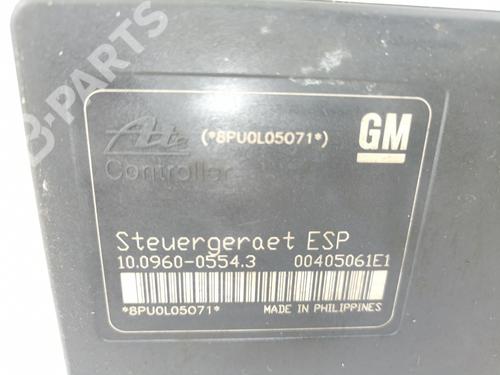 B-PARTS
Ate (*8PU0L05071*) GM
Controller
Steuergeraet ESP
10.0960-0554.3 00405061E1
*8PU0L05071* MADE IN PHILIPPINES